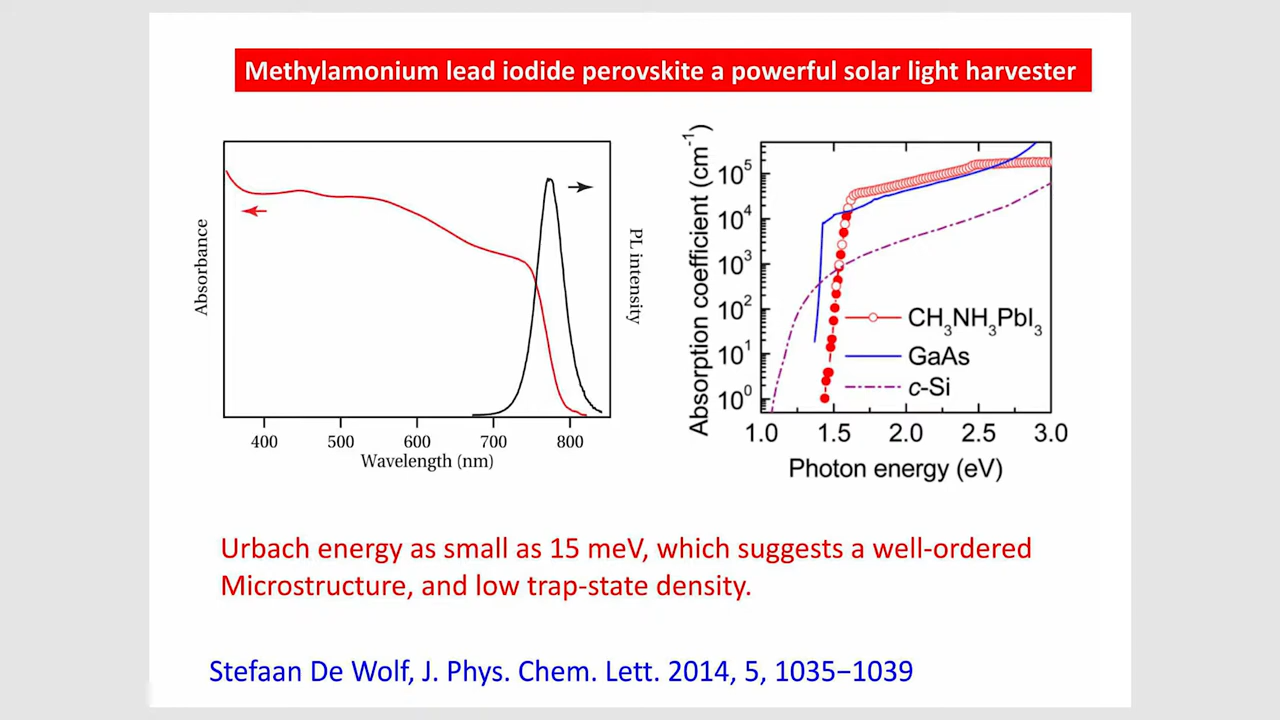 Methylamonium lead iodide perovskite a powerful solar light harvester
Absorbance
PL intensity
400 500 600 700 800
Wavelength (nm)
Absorption coefficient (cm⁻¹)
10⁵
10⁴
10³
10²
10¹
10⁰
CH₃NH₃PbI₃
GaAs
c-Si
1.0 1.5 2.0 2.5 3.0
Photon energy (eV)
Urbach energy as small as 15 meV, which suggests a well-ordered
Microstructure, and low trap-state density.
Stefaan De Wolf, J. Phys. Chem. Lett. 2014, 5, 1035−1039